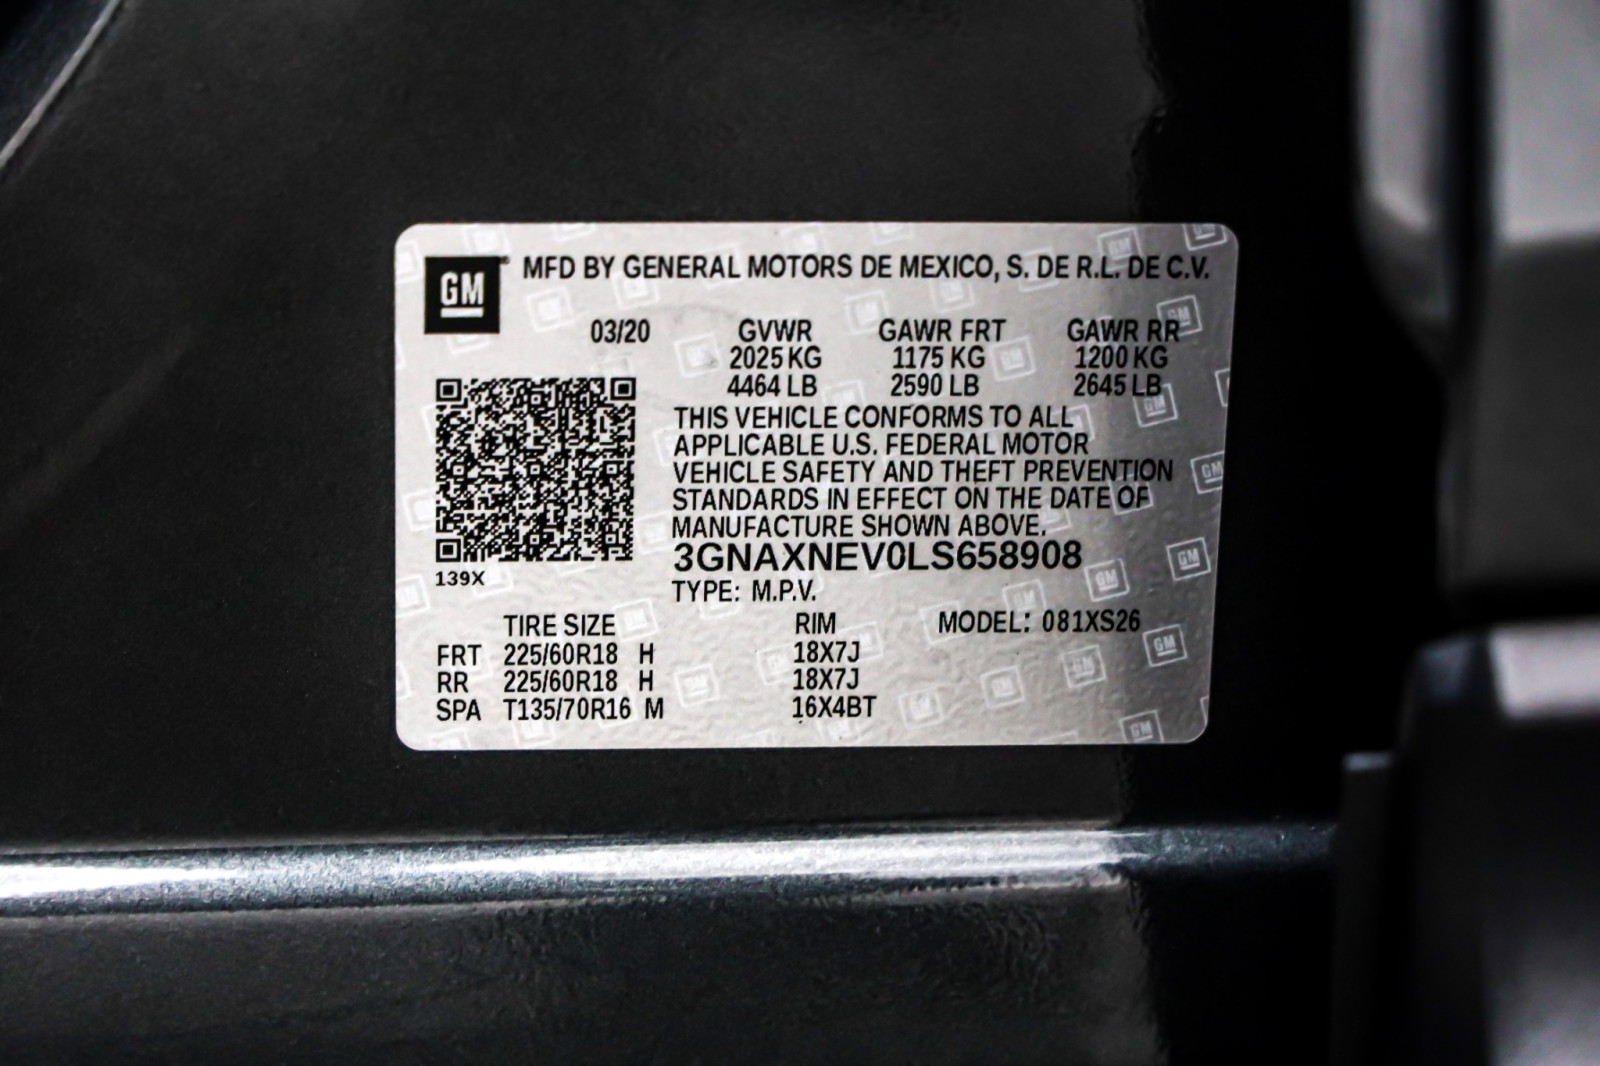 GM MFD BY GENERAL MOTORS DE MEXICO, S. DE R.L. DE C.V.
03/20 GVWR GAWR FRT GAWR RR
2025 KG 1175 KG 1200 KG
4464 LB 2590 LB 2645 LB
THIS VEHICLE CONFORMS TO ALL
APPLICABLE U.S. FEDERAL MOTOR
VEHICLE SAFETY AND THEFT PREVENTION
STANDARDS IN EFFECT ON THE DATE OF
MANUFACTURE SHOWN ABOVE.
3GNAXNEV0LS658908
139X
TYPE: M.P.V.
TIRE SIZE RIM MODEL: 081XS26
FRT 225/60R18 H 18X7J
RR 225/60R18 H 18X7J
SPA T135/70R16 M 16X4BT